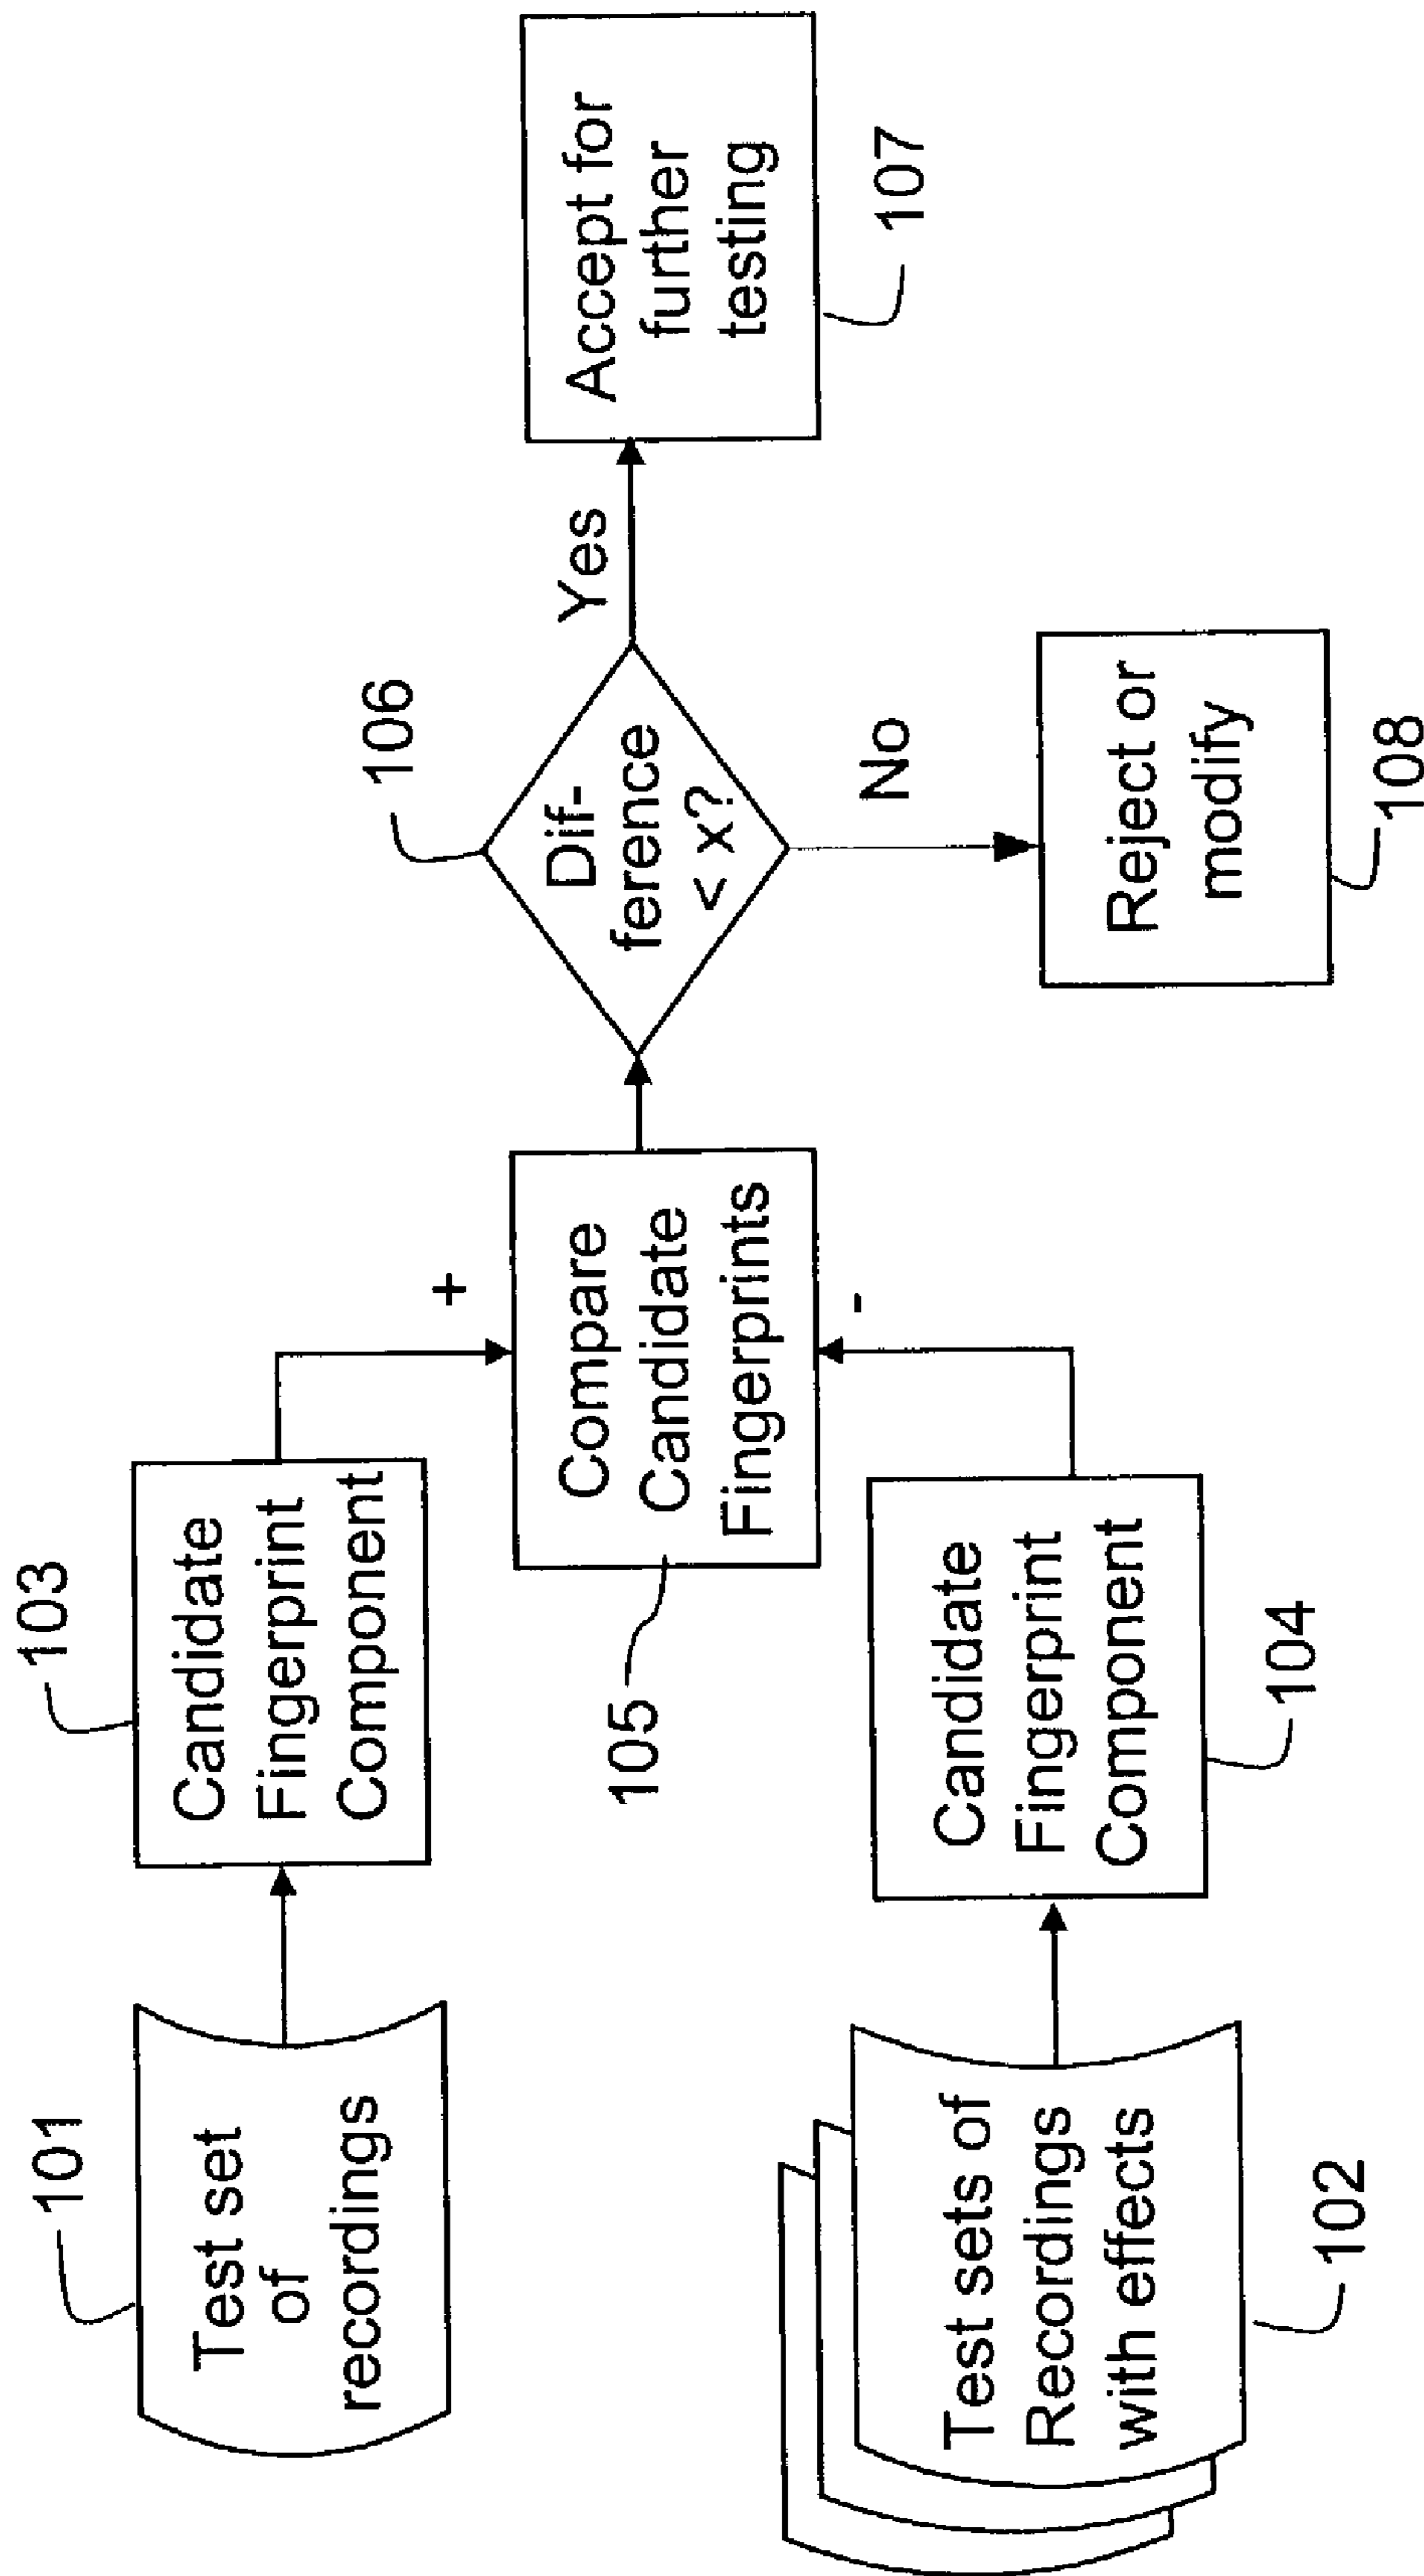 101
Test set
of
recordings
103
Candidate
Fingerprint
Component
+
105
Compare
Candidate
Fingerprints
-
102
Test sets of
Recordings
with effects
104
Candidate
Fingerprint
Component
106
Dif-
ference
< x?
Yes
Accept for
further
testing
107
No
Reject or
modify
108